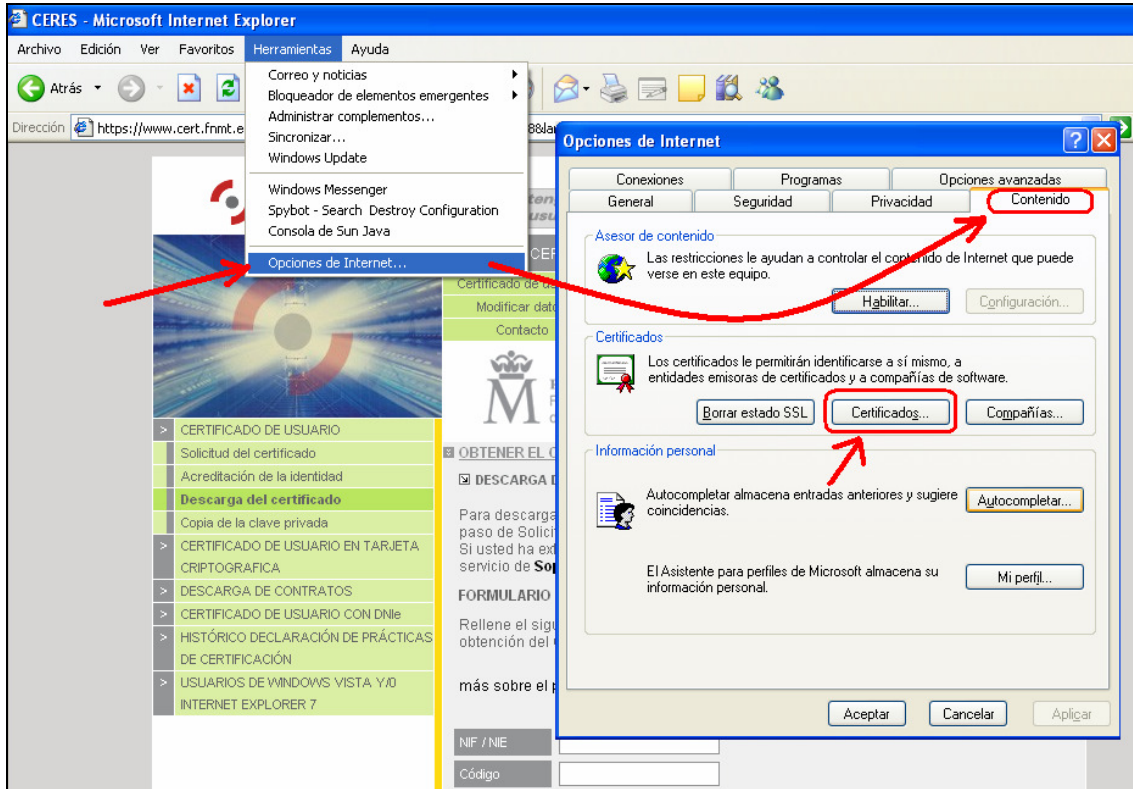 CERES - Microsoft Internet Explorer
Archivo Edición Ver Favoritos Herramientas Ayuda
Atrás
Dirección https://www.cert.fnmt.e
Correo y noticias
Bloqueador de elementos emergentes
Administrar complementos...
Sincronizar...
Windows Update
Windows Messenger
Spybot - Search Destroy Configuration
Consola de Sun Java
Opciones de Internet...
Certificado de
Modificar dat
Contacto
CERTIFICADO DE USUARIO
Solicitud del certificado
Acreditación de la identidad
Descarga del certificado
Copia de la clave privada
CERTIFICADO DE USUARIO EN TARJETA
CRIPTOGRAFICA
DESCARGA DE CONTRATOS
CERTIFICADO DE USUARIO CON DNIe
HISTÓRICO DECLARACIÓN DE PRÁCTICAS
DE CERTIFICACIÓN
USUARIOS DE WINDOWS VISTA Y/0
INTERNET EXPLORER 7
OBTENER EL C
DESCARGA D
Para descarga
paso de Solici
Si usted ha ext
servicio de Sop
FORMULARIO
Rellene el sigu
obtención del
más sobre el p
NIF / NIE
Código
Opciones de Internet
Conexiones Programas Opciones avanzadas
General Seguridad Privacidad Contenido
Asesor de contenido
Las restricciones le ayudan a controlar el contenido de Internet que puede
verse en este equipo.
Habilitar... Configuración...
Certificados
Los certificados le permitirán identificarse a sí mismo, a
entidades emisoras de certificados y a compañías de software.
Borrar estado SSL Certificados... Compañías...
Información personal
Autocompletar almacena entradas anteriores y sugiere
coincidencias.
Autocompletar...
El Asistente para perfiles de Microsoft almacena su
información personal.
Mi perfil...
Aceptar Cancelar Aplicar